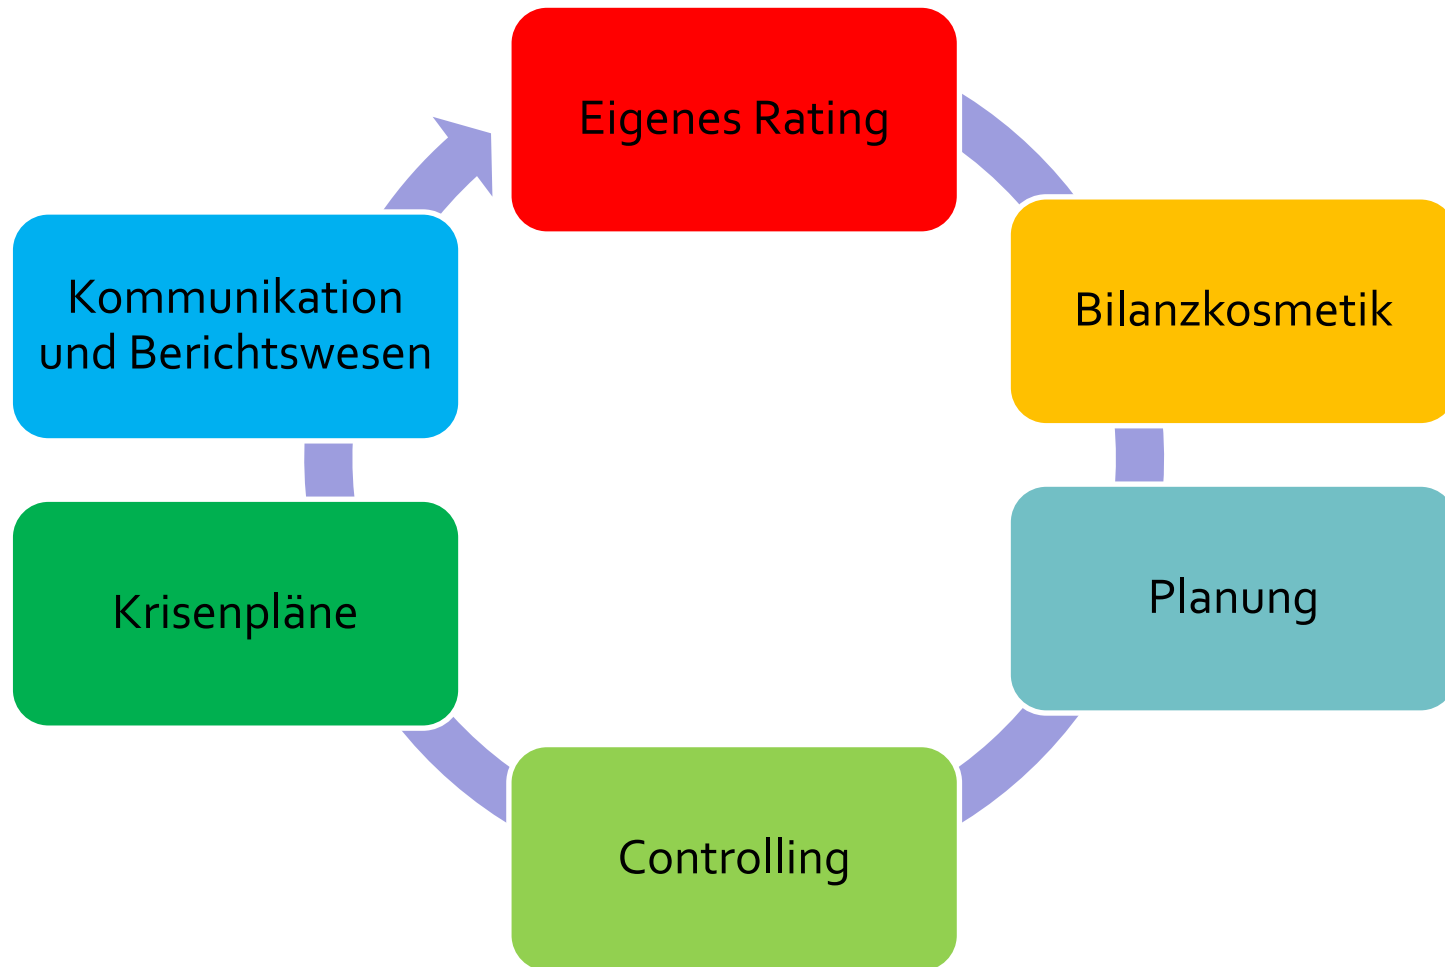 Eigenes Rating
Bilanzkosmetik
Planung
Controlling
Krisenpläne
Kommunikation
und Berichtswesen